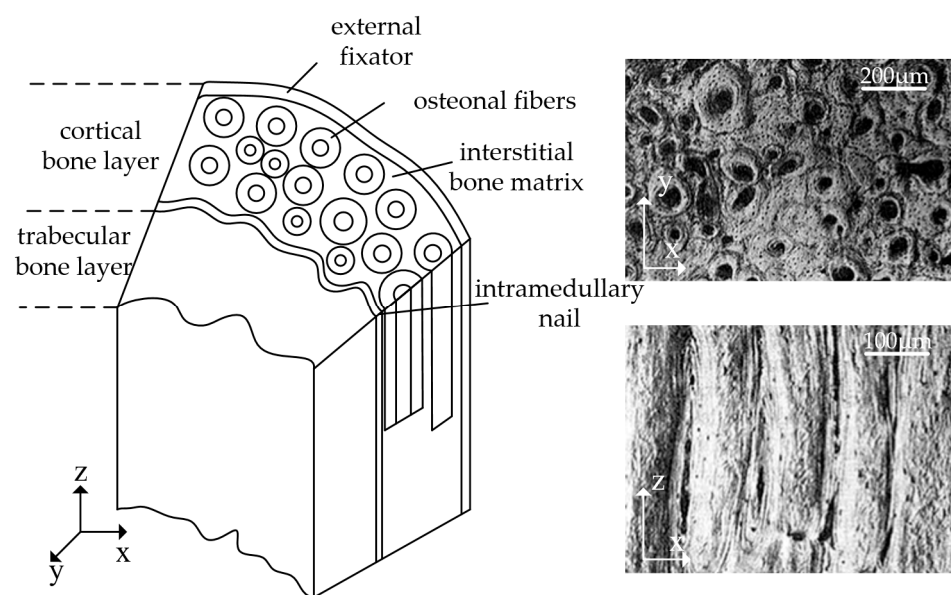 external
fixator
osteonal fibers
cortical
bone layer
interstitial
bone matrix
trabecular
bone layer
intramedullary
nail
z
x
y
200μm
y
x
100μm
z
x